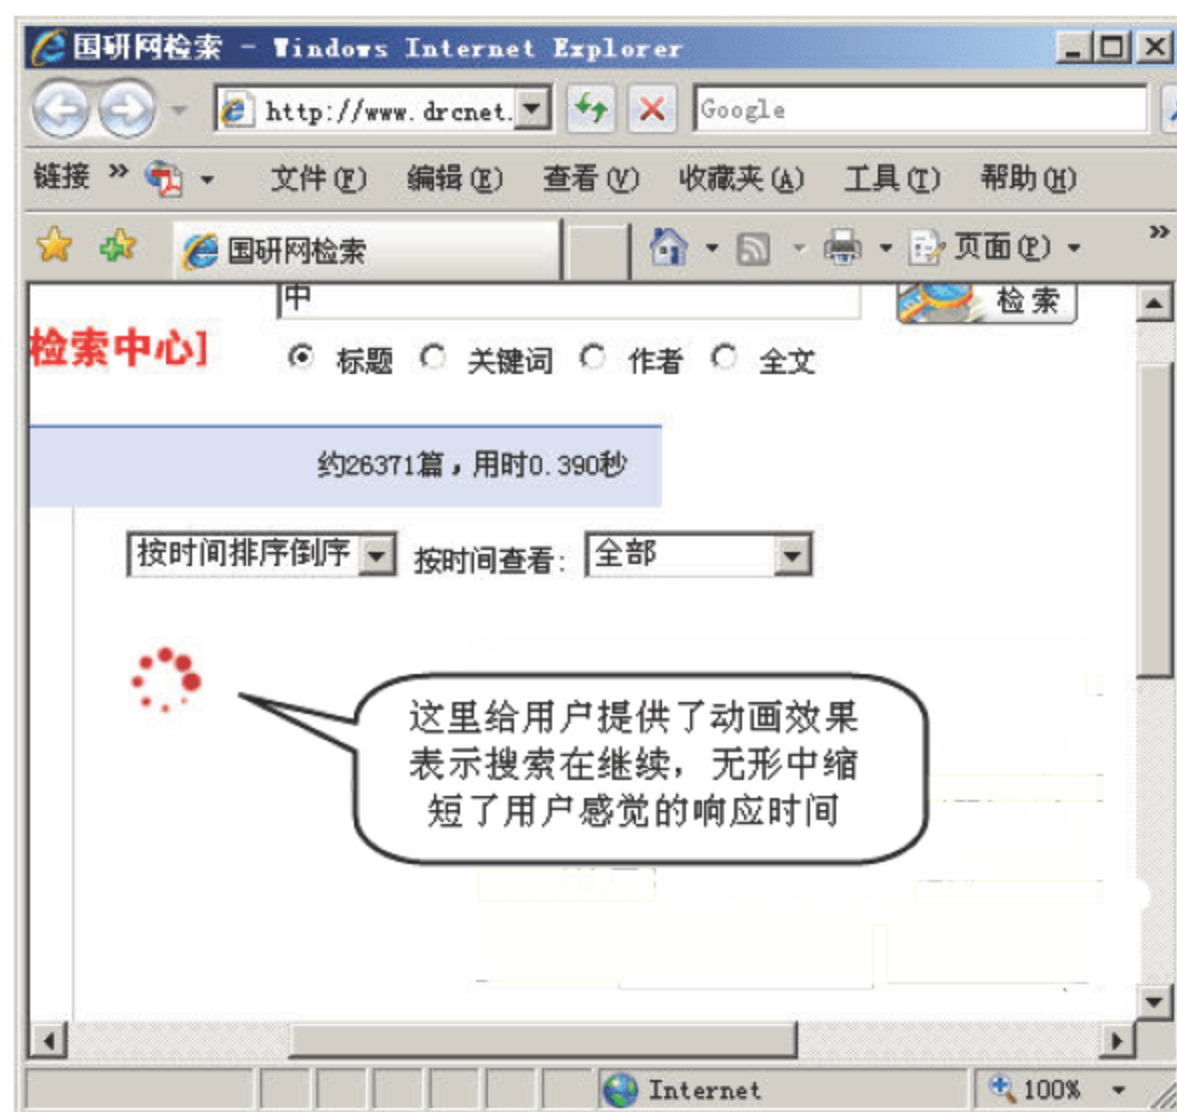 国研网检索 - Windows Internet Explorer
http://www.drcnet. Google
链接 » 文件(F) 编辑(E) 查看(V) 收藏夹(A) 工具(T) 帮助(H)
国研网检索 页面(P) »
中 检索
检索中心] 标题 关键词 作者 全文
约26371篇，用时0.390秒
按时间排序倒序 按时间查看: 全部
这里给用户提供了动画效果
表示搜索在继续，无形中缩
短了用户感觉的响应时间
Internet 100%